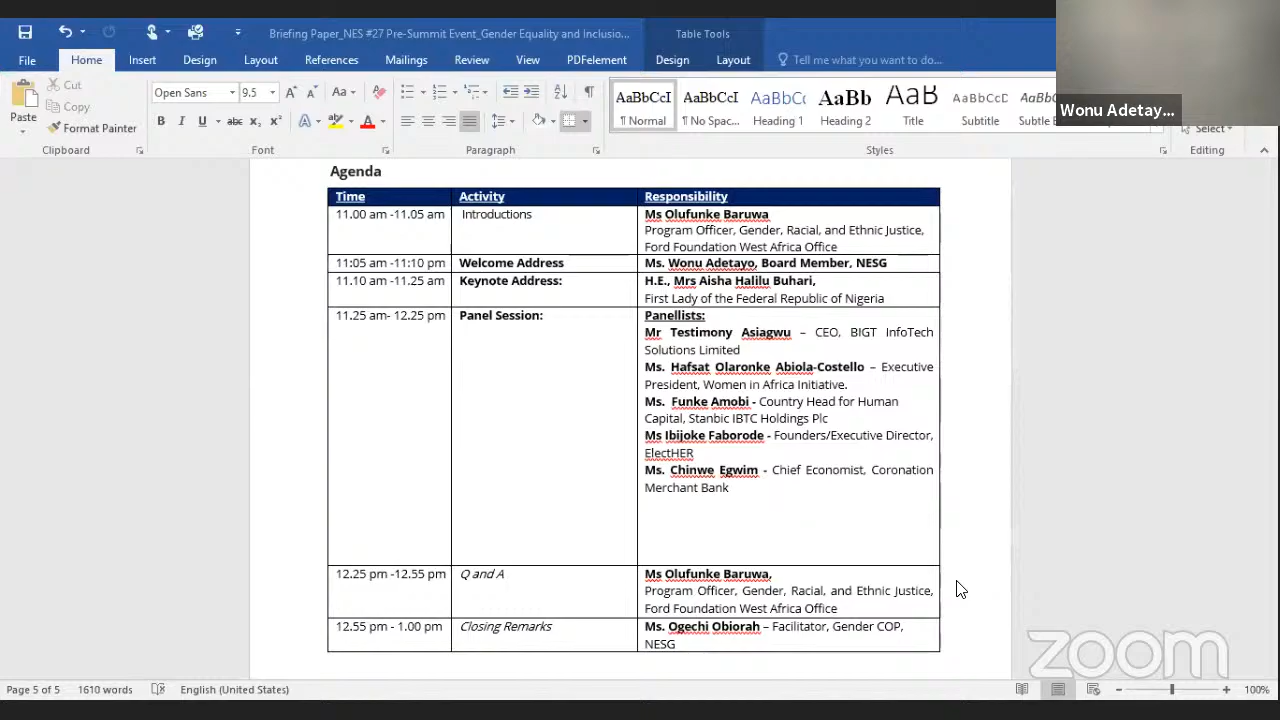 Briefing Paper_NES #27 Pre-Summit Event_Gender Equality and Inclusio...
Table Tools
File Home Insert Design Layout References Mailings Review View PDFelement Design Layout Tell me what you want to do...
Wonu Adetay...
Paste
Cut
Copy
Format Painter
Open Sans 9.5
AaBbCcI AaBbCcI AaBbCc AaBb AaB AaBbCcD
¶ Normal ¶ No Spac... Heading 1 Heading 2 Title Subtitle
Select
Clipboard Font Paragraph Styles Editing
Agenda
Time Activity Responsibility
11.00 am -11.05 am Introductions Ms Olufunke Baruwa
Program Officer, Gender, Racial, and Ethnic Justice,
Ford Foundation West Africa Office
11:05 am -11:10 pm Welcome Address Ms. Wonu Adetayo, Board Member, NESG
11.10 am -11.25 am Keynote Address: H.E., Mrs Aisha Halilu Buhari,
First Lady of the Federal Republic of Nigeria
11.25 am- 12.25 pm Panel Session: Panellists:
Mr Testimony Asiagwu – CEO, BIGT InfoTech
Solutions Limited
Ms. Hafsat Olaronke Abiola-Costello – Executive
President, Women in Africa Initiative.
Ms. Funke Amobi - Country Head for Human
Capital, Stanbic IBTC Holdings Plc
Ms Ibijoke Faborode - Founders/Executive Director,
ElectHER
Ms. Chinwe Egwim - Chief Economist, Coronation
Merchant Bank
12.25 pm -12.55 pm Q and A Ms Olufunke Baruwa,
Program Officer, Gender, Racial, and Ethnic Justice,
Ford Foundation West Africa Office
12.55 pm - 1.00 pm Closing Remarks Ms. Ogechi Obiorah – Facilitator, Gender COP,
NESG
zoom
Page 5 of 5 1610 words English (United States) 100%